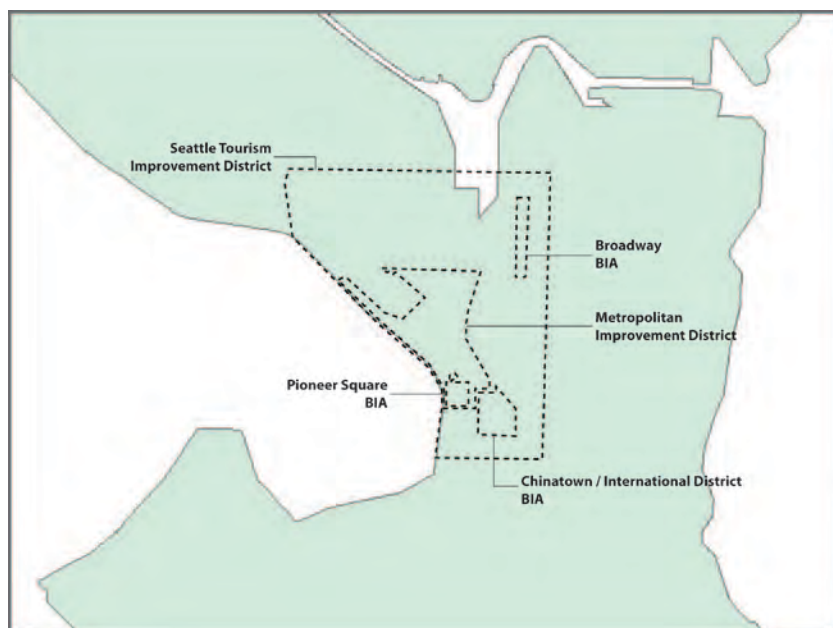 Seattle Tourism
Improvement District
Broadway
BIA
Metropolitan
Improvement District
Pioneer Square
BIA
Chinatown / International District
BIA